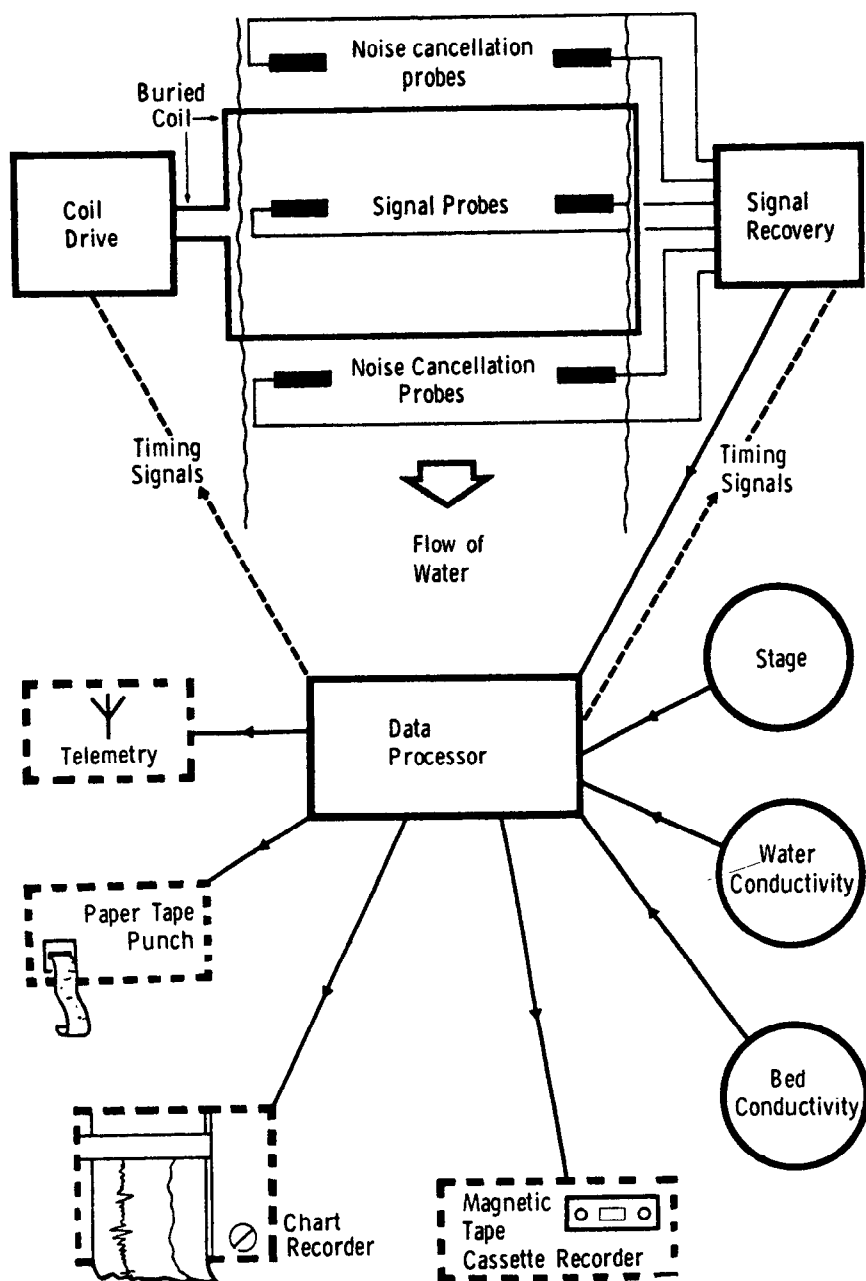 Noise cancellation
probes
Buried
Coil
Coil
Drive
Signal Probes
Signal
Recovery
Noise Cancellation
Probes
Timing
Signals
Timing
Signals
Flow of
Water
Stage
Telemetry
Data
Processor
Water
Conductivity
Paper Tape
Punch
Bed
Conductivity
Chart
Recorder
Magnetic
Tape
Cassette Recorder